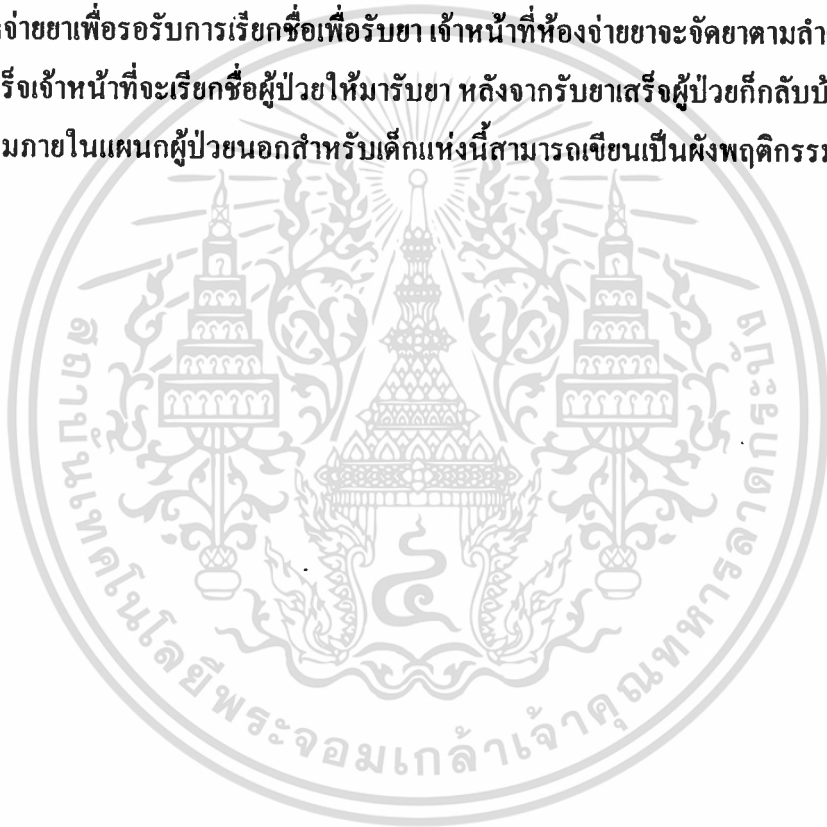 จ่ายยาเพื่อรอรับการเรียกชื่อเพื่อรับยา เจ้าหน้าที่ห้องจ่ายยาจะจัดยาตามลำ
ร็จเจ้าหน้าที่จะเรียกชื่อผู้ป่วยให้มารับยา หลังจากรับยาเสร็จผู้ป่วยก็กลับบ้
มภายในแผนกผู้ป่วยนอกสำหรับเด็กแห่งนี้สามารถเขียนเป็นผังพฤติกรรม
สถาบันเทคโนโลยีพระจอมเกล้าเจ้าคุณทหารลาดกระบัง